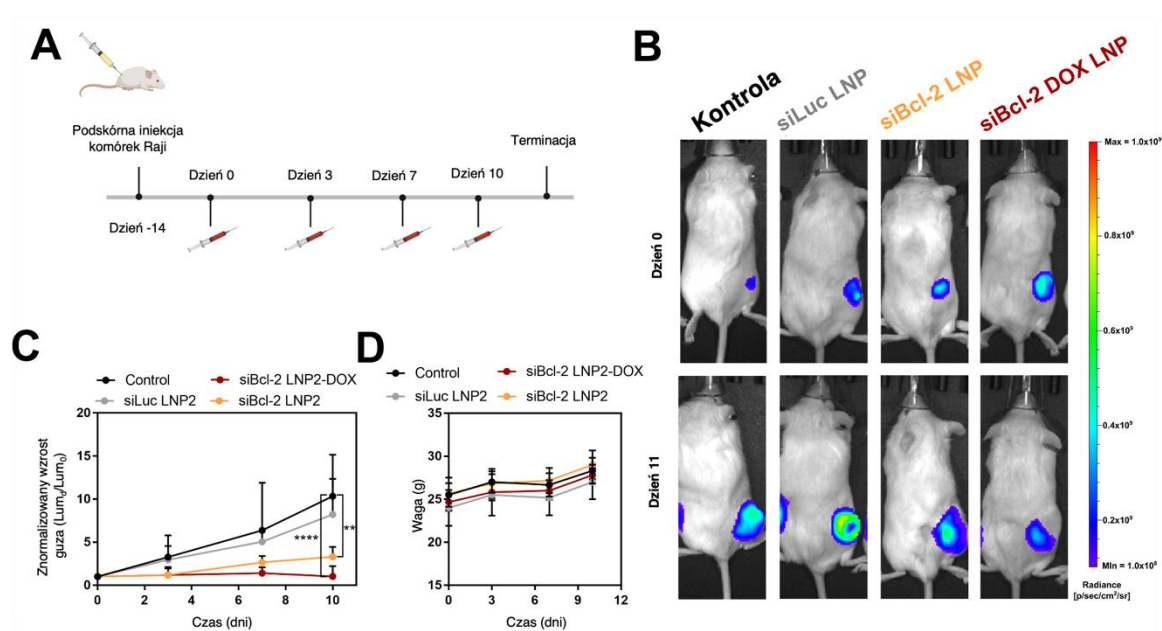 A
Podskórna iniekcja
komórek Raji
Terminacja
Dzień 0
Dzień 3
Dzień 7
Dzień 10
Dzień -14
B
Kontrola
siLuc LNP
siBcl-2 LNP
siBcl-2 DOX LNP
Dzień 0
Dzień 11
Max = 1.0x10⁹
0.8x10⁹
0.6x10⁹
0.4x10⁹
0.2x10⁹
Min = 1.0x10⁸
Radiance
[p/sec/cm²/sr]
C
Control
siBcl-2 LNP2-DOX
siLuc LNP2
siBcl-2 LNP2
Znormalizowany wzrost
guza (Lum_d/Lum₀)
20
15
10
5
0
****
**
0 2 4 6 8 10
Czas (dni)
D
Control
siBcl-2 LNP2-DOX
siLuc LNP2
siBcl-2 LNP2
Waga (g)
35
30
25
20
15
0 3 6 9 12
Czas (dni)